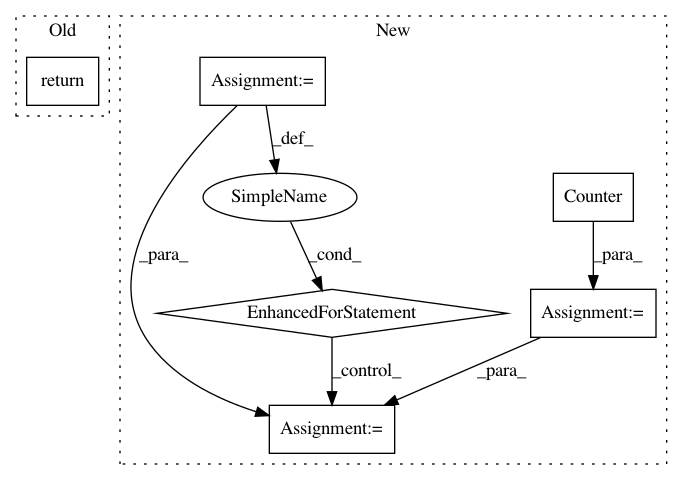 Old
New
return
Assignment:=
_def_
SimpleName
Counter
_para_
_cond_
_para_
EnhancedForStatement
Assignment:=
_control_
_para_
Assignment:=